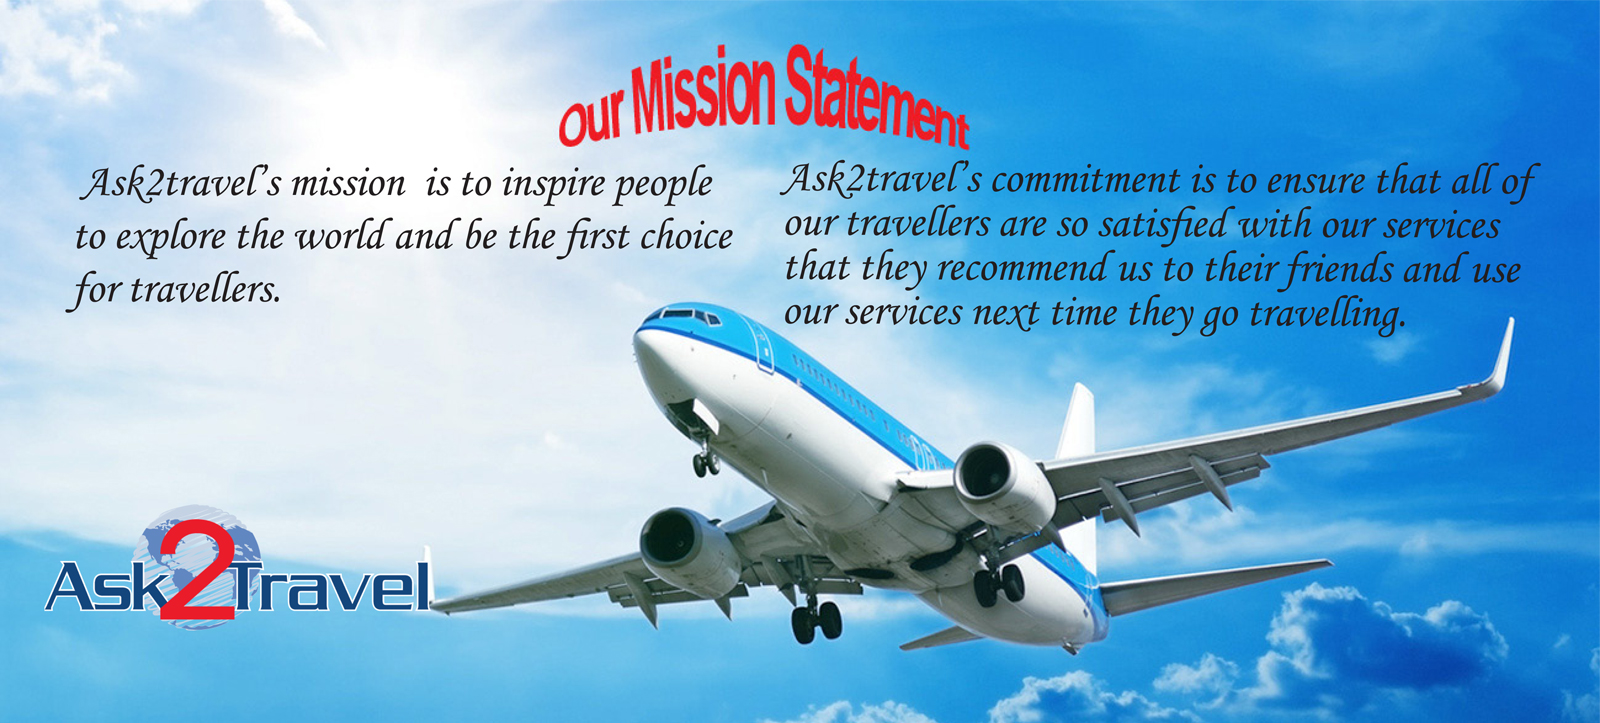 Our Mission Statement
Ask2travel's mission is to inspire people
to explore the world and be the first choice
for travellers.
Ask2travel's commitment is to ensure that all of
our travellers are so satisfied with our services
that they recommend us to their friends and use
our services next time they go travelling.
Ask2Travel